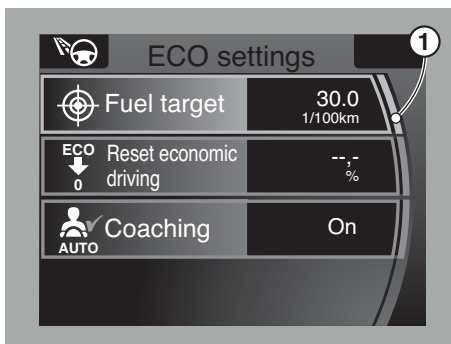 1
ECO settings
Fuel target
30.0
1/100km
ECO
0
Reset economic
driving
--,-
%
AUTO
Coaching
On